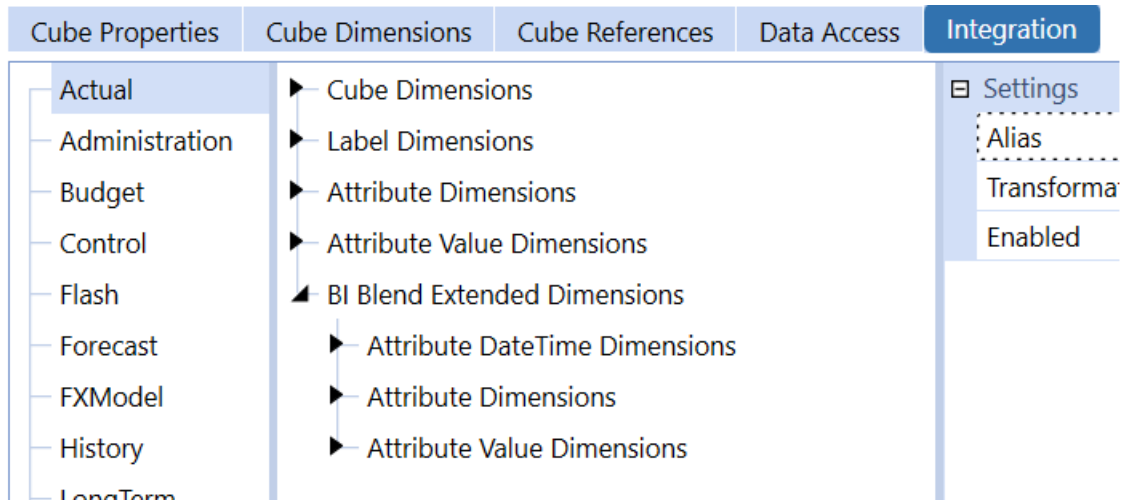 Cube Properties Cube Dimensions Cube References Data Access Integration
Actual
Administration
Budget
Control
Flash
Forecast
FXModel
History
LongTerm
Cube Dimensions
Label Dimensions
Attribute Dimensions
Attribute Value Dimensions
BI Blend Extended Dimensions
Attribute DateTime Dimensions
Attribute Dimensions
Attribute Value Dimensions
Settings
Alias
Enabled